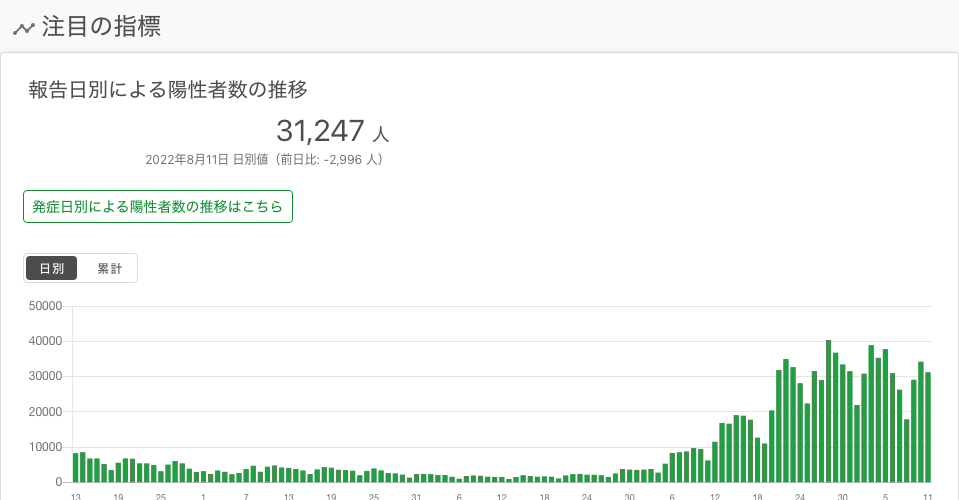 注目の指標
報告日別による陽性者数の推移
31,247 人
2022年8月11日 日別値（前日比: -2,996 人）
発症日別による陽性者数の推移はこちら
日別 累計
50000
40000
30000
20000
10000
0
13 19 25 1 7 13 19 25 31 6 12 18 24 30 6 12 18 24 30 5 11